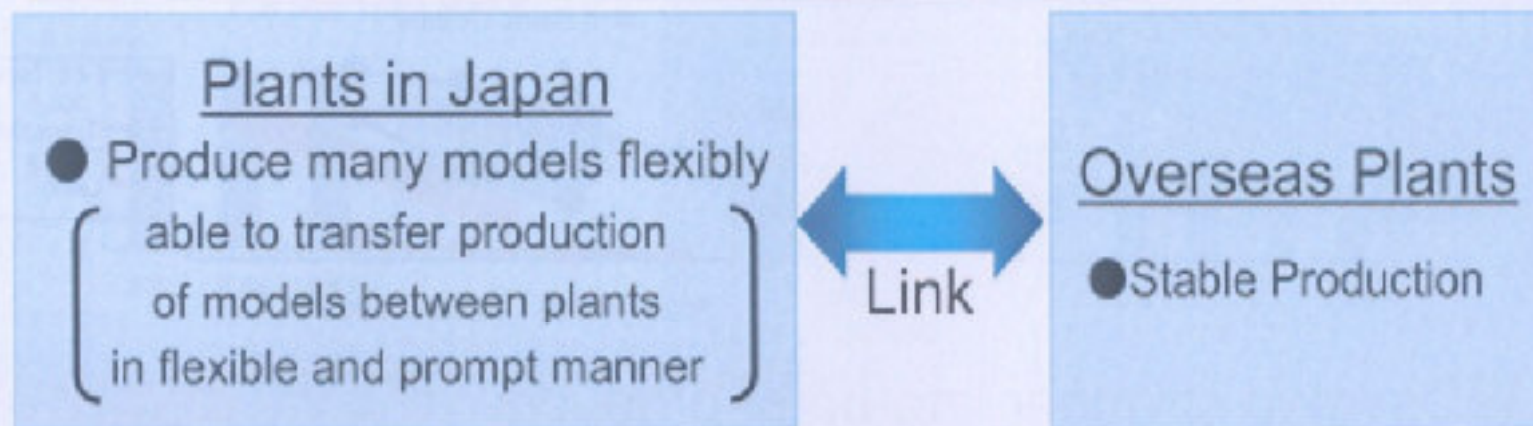 Plants in Japan
● Produce many models flexibly
able to transfer production
of models between plants
in flexible and prompt manner
Link
Overseas Plants
●Stable Production